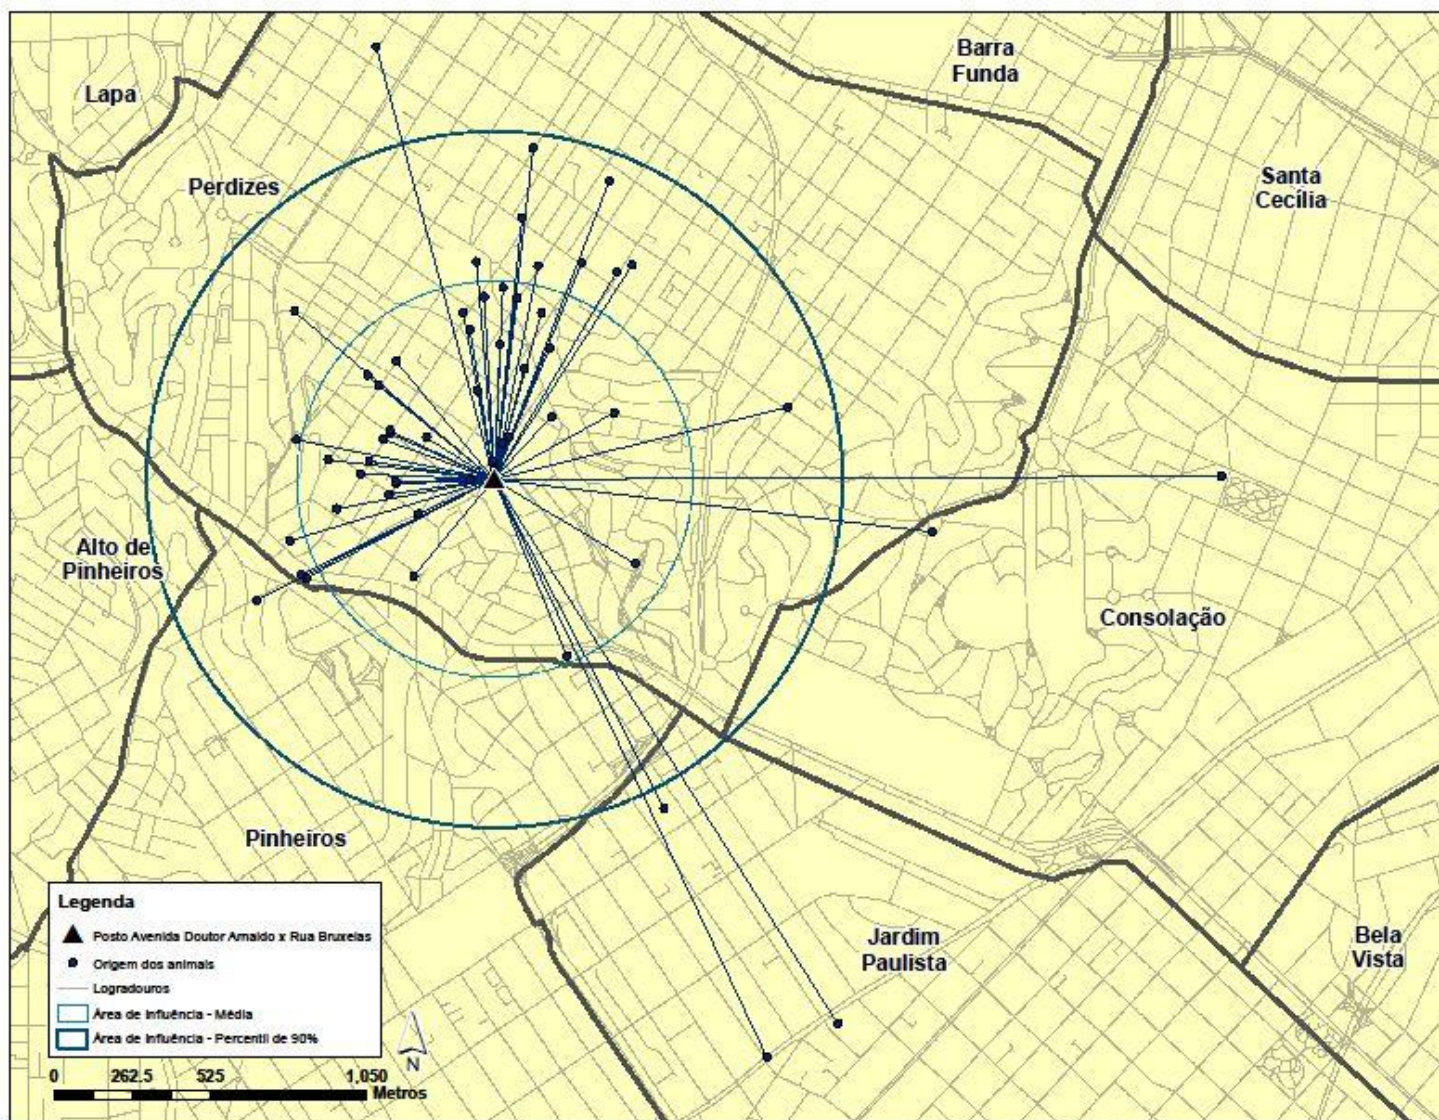 Barra
Funda
Lapa
Santa
Cecília
Perdizes
Alto de
Pinheiros
Consolação
Pinheiros
Jardim
Paulista
Bela
Vista
Legenda
Posto Avenida Doutor Arnaldo x Rua Bruxelas
Origem dos animais
Logradouros
Área de Influência - Média
Área de Influência - Percentil de 90%
N
0 262.5 525 1.050
Metros